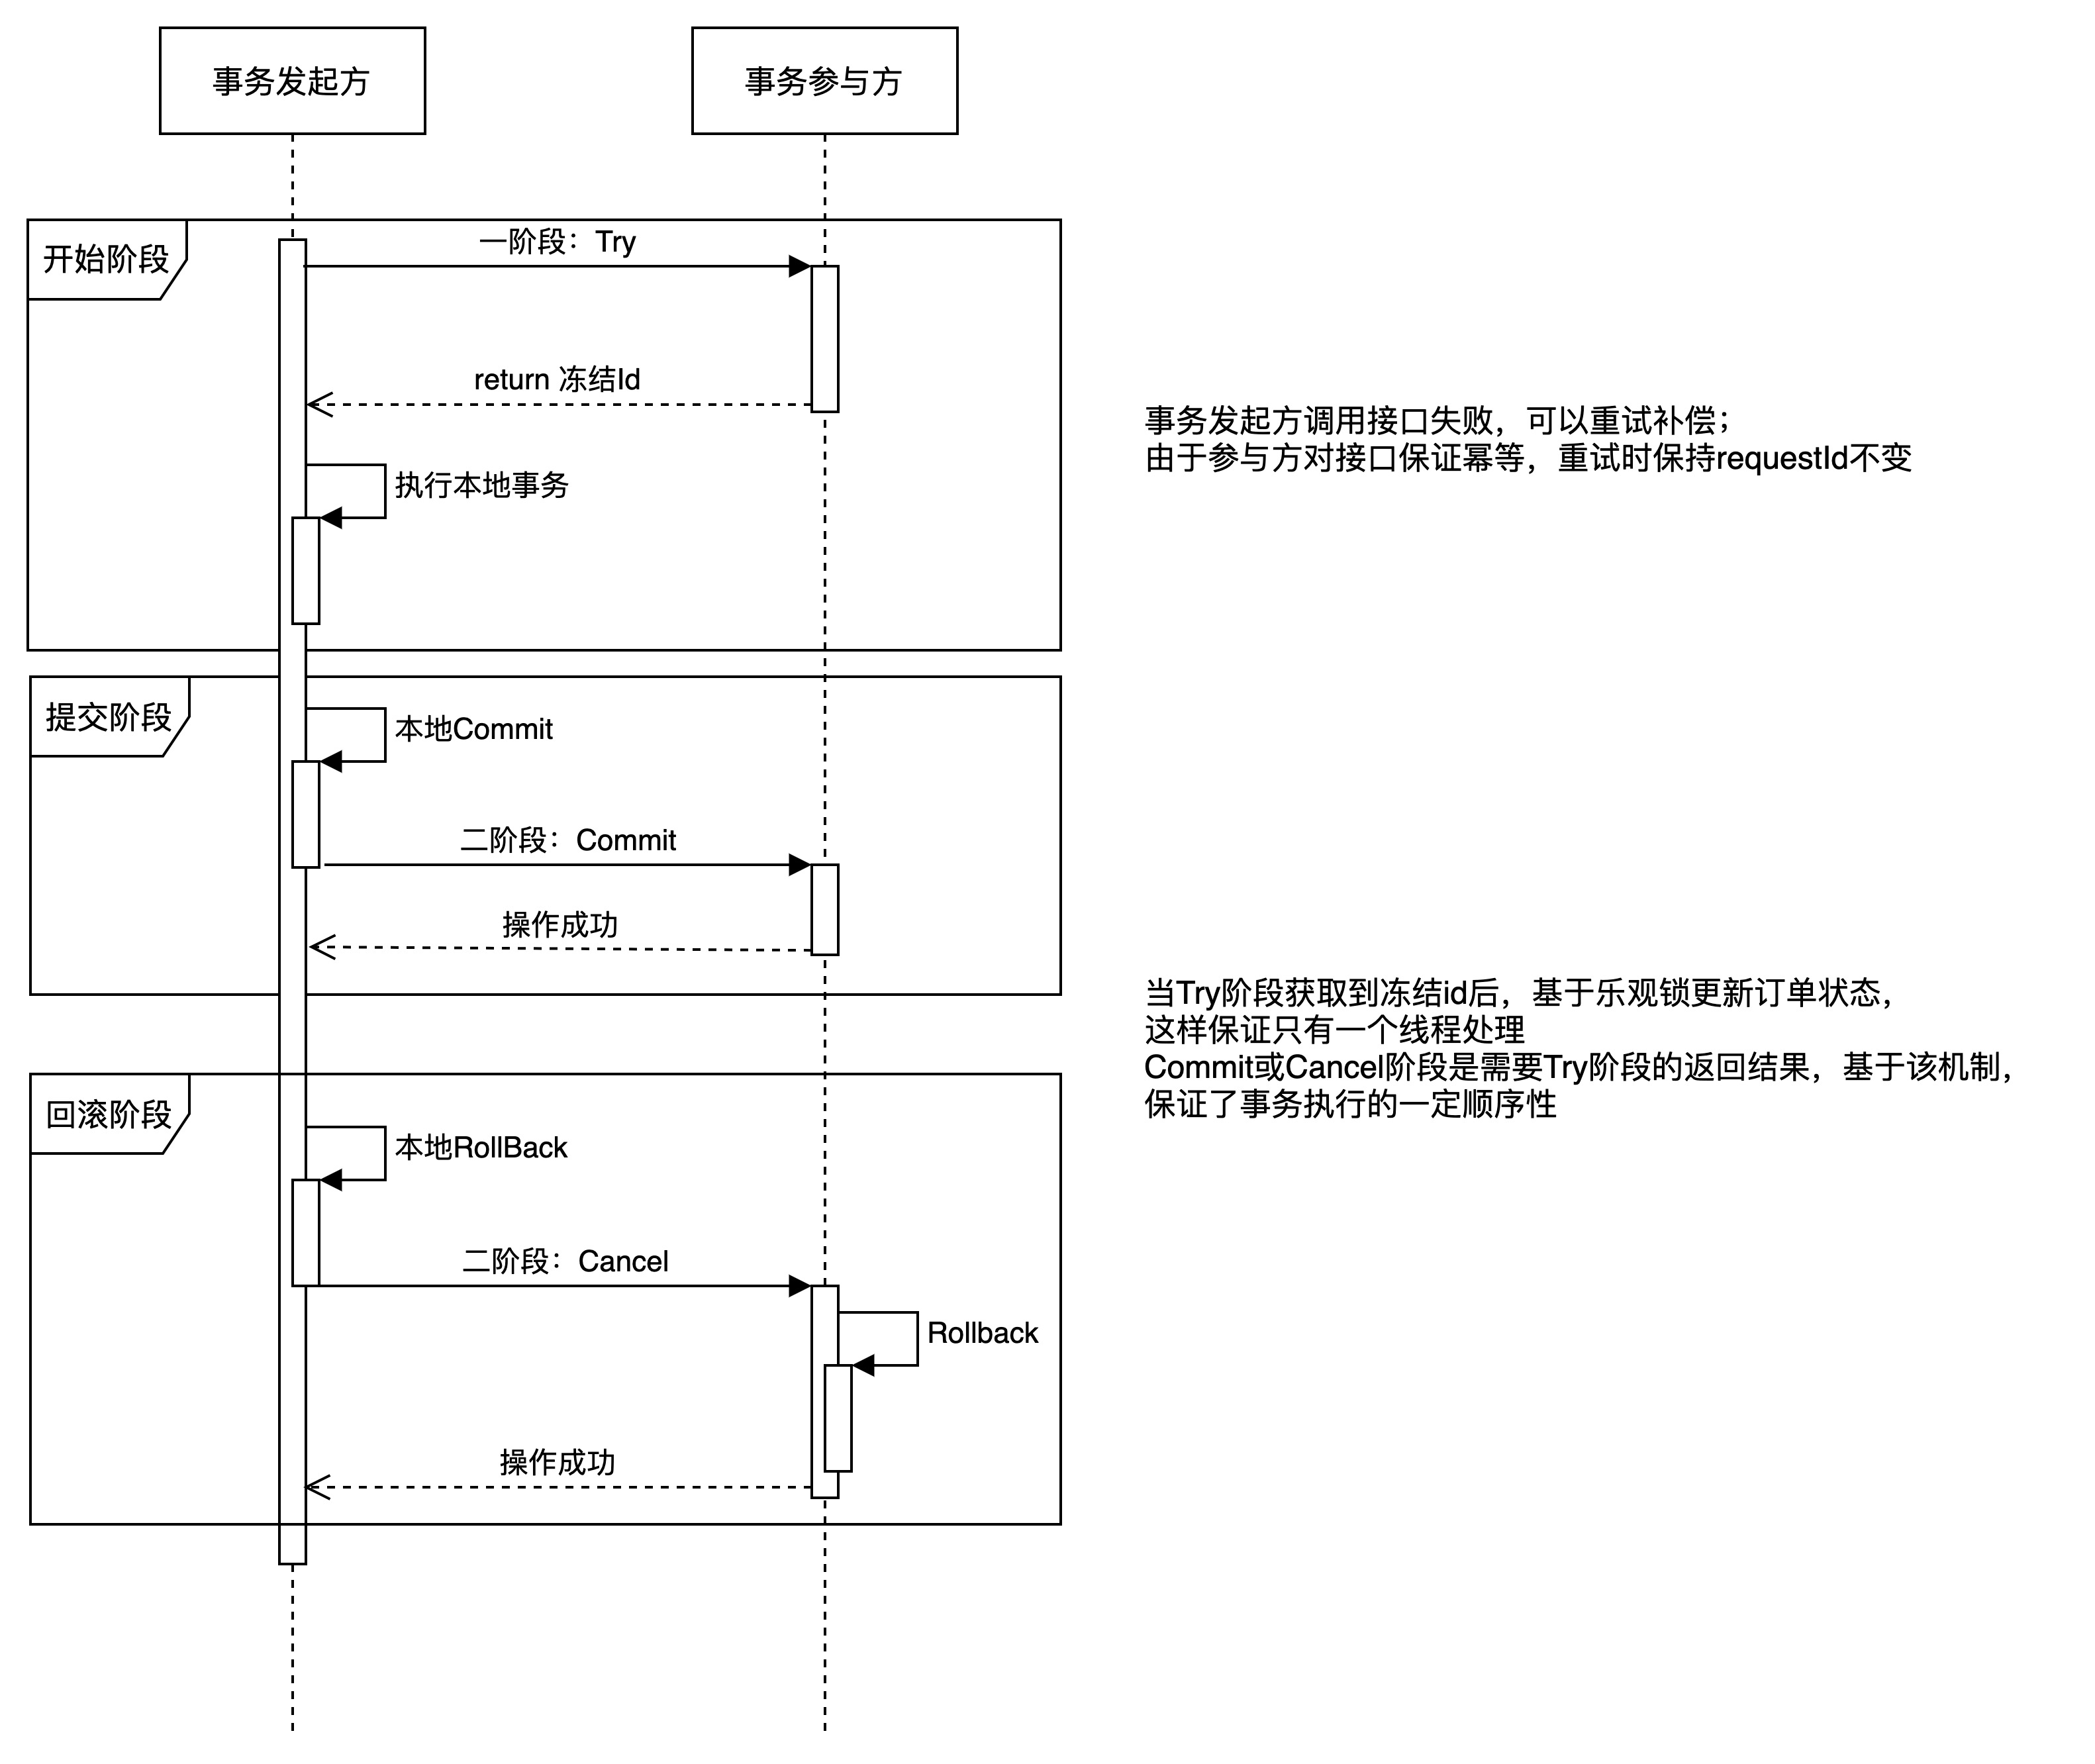 事务发起方
事务参与方
开始阶段
一阶段：Try
return 冻结Id
执行本地事务
事务发起方调用接口失败，可以重试补偿；
由于参与方对接口保证幂等，重试时保持requestId不变
提交阶段
本地Commit
二阶段：Commit
操作成功
当Try阶段获取到冻结id后，基于乐观锁更新订单状态，
这样保证只有一个线程处理
Commit或Cancel阶段是需要Try阶段的返回结果，基于该机制，
保证了事务执行的一定顺序性
回滚阶段
本地RollBack
二阶段：Cancel
Rollback
操作成功